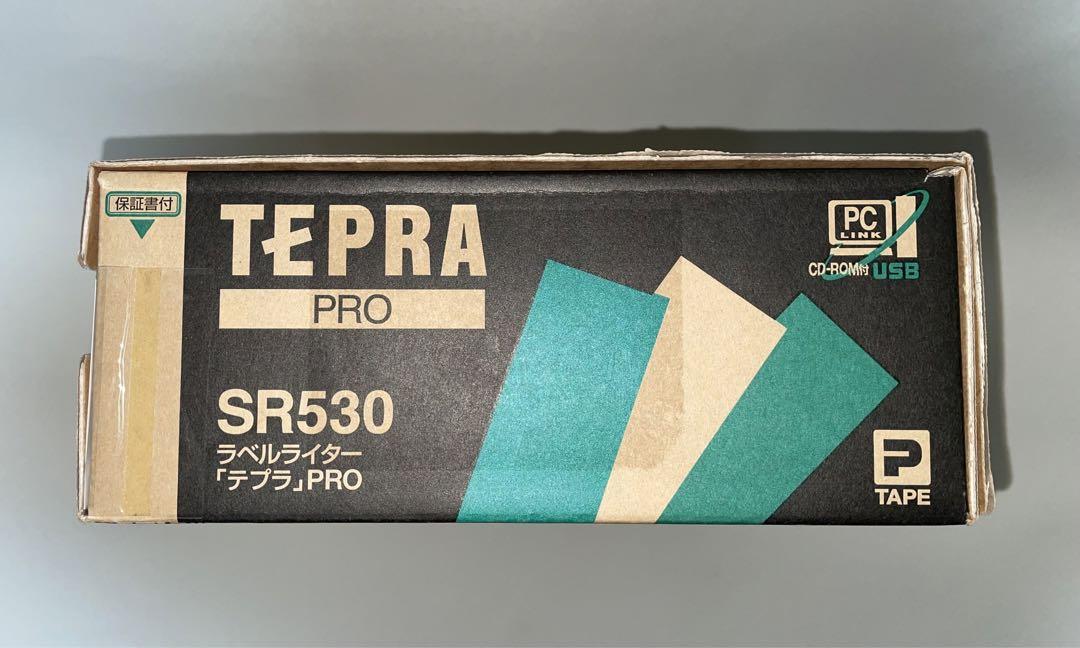 保証書付
TEPRA
PRO
SR530
ラベルライター
「テプラ」PRO
PC
LINK
CD-ROM付 USB
P
TAPE